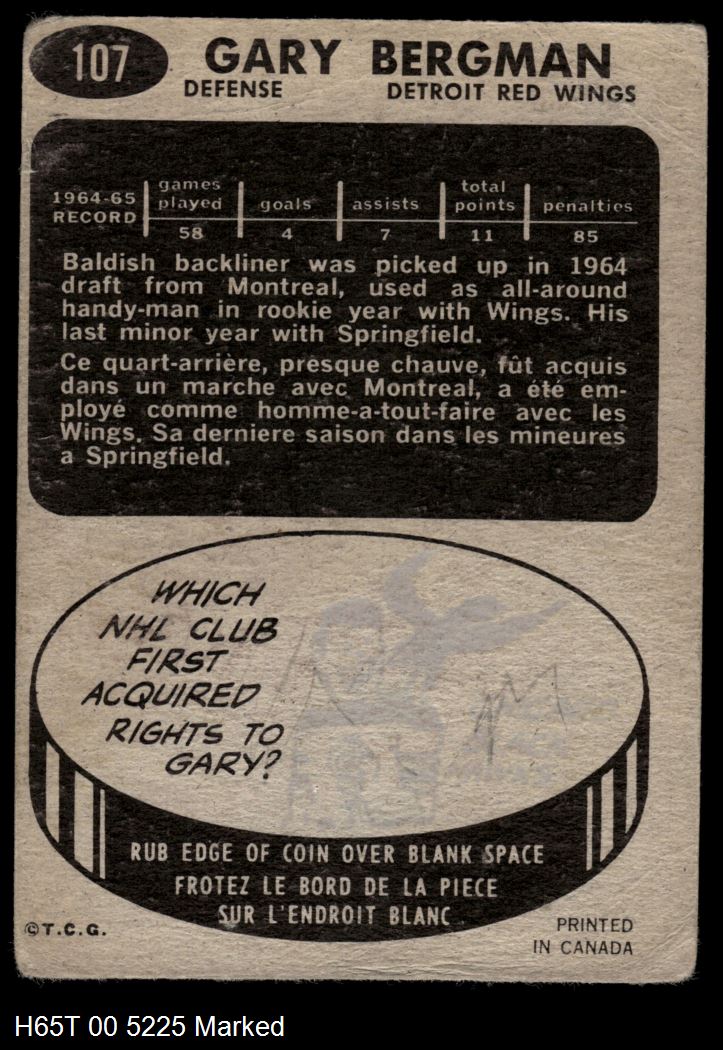 107
GARY BERGMAN
DEFENSE DETROIT RED WINGS
1964-65 RECORD games played goals assists total points penalties
58 4 7 11 85
Baldish backliner was picked up in 1964
draft from Montreal, used as all-around
handy-man in rookie year with Wings. His
last minor year with Springfield.
Ce quart-arrière, presque chauve, fût acquis
dans un marche avec Montreal, a été em-
ployé comme homme-a-tout-faire avec les
Wings. Sa derniere saison dans les mineures
a Springfield.
WHICH
NHL CLUB
FIRST
ACQUIRED
RIGHTS TO
GARY?
RUB EDGE OF COIN OVER BLANK SPACE
FROTEZ LE BORD DE LA PIECE
SUR L'ENDROIT BLANC
©T.C.G.
PRINTED
IN CANADA
H65T 00 5225 Marked